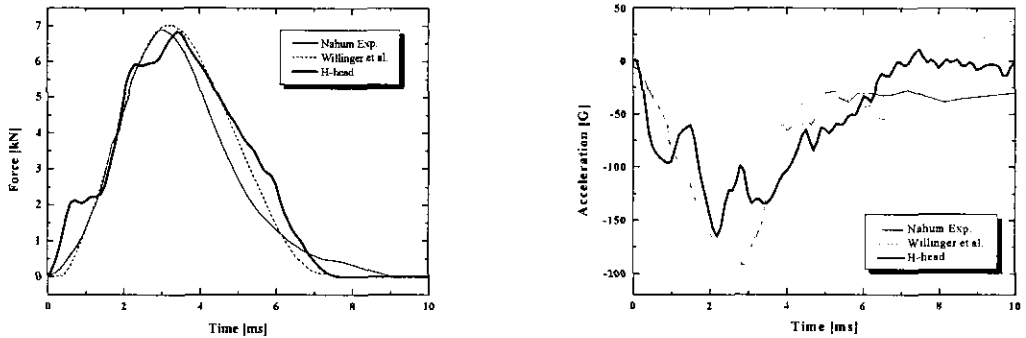 7
6
5
4
3
2
1
0
Force [kN]
Nahum Exp.
Willinger et al.
H-head
0 2 4 6 8 10
Time [ms]
50
0
-50
-100
-150
-200
Acceleration [G]
Nahum Exp.
Willinger et al.
H-head
0 2 4 6 8 10
Time [ms]